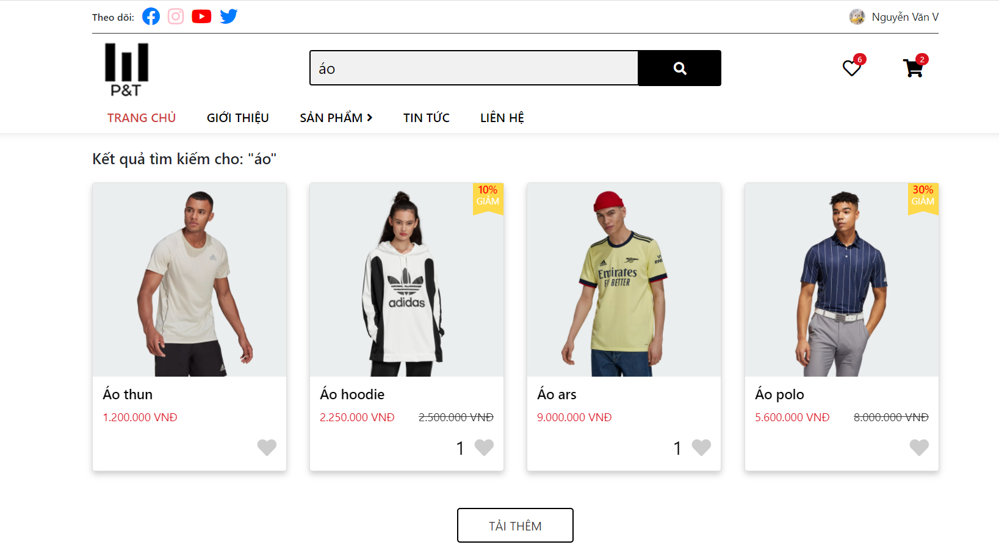 Theo dõi:
Nguyễn Văn V
P&T
áo
6
2
TRANG CHỦ
GIỚI THIỆU
SẢN PHẨM
TIN TỨC
LIÊN HỆ
Kết quả tìm kiếm cho: "áo"
10%
GIẢM
adidas
Emirates
FLY BETTER
30%
GIẢM
Áo thun
1.200.000 VNĐ
Áo hoodie
2.250.000 VNĐ 2.500.000 VNĐ
1
Áo ars
9.000.000 VNĐ
1
Áo polo
5.600.000 VNĐ 8.000.000 VNĐ
TẢI THÊM